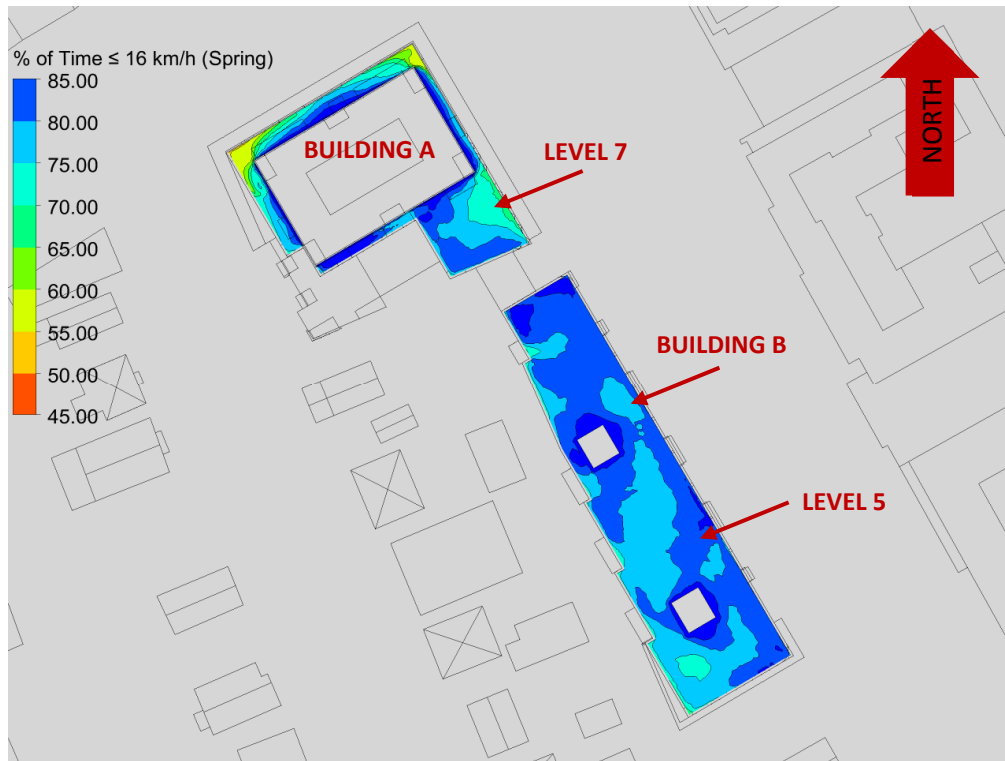 % of Time ≤ 16 km/h (Spring)
85.00
80.00
75.00
70.00
65.00
60.00
55.00
50.00
45.00
BUILDING A
LEVEL 7
NORTH
BUILDING B
LEVEL 5